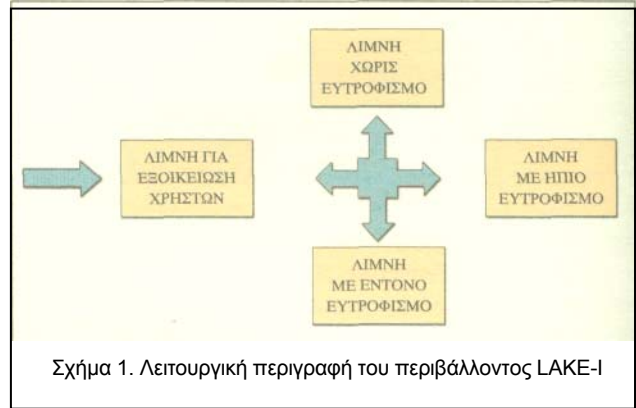 ΛΙΜΝΗ
ΧΩΡΙΣ
ΕΥΤΡΟΦΙΣΜΟ
ΛΙΜΝΗ ΓΙΑ
ΕΞΟΙΚΕΙΩΣΗ
ΧΡΗΣΤΩΝ
ΛΙΜΝΗ
ΜΕ ΗΠΙΟ
ΕΥΤΡΟΦΙΣΜΟ
ΛΙΜΝΗ
ΜΕ ΕΝΤΟΝΟ
ΕΥΤΡΟΦΙΣΜΟ
Σχήμα 1. Λειτουργική περιγραφή του περιβάλλοντος LAKE-I